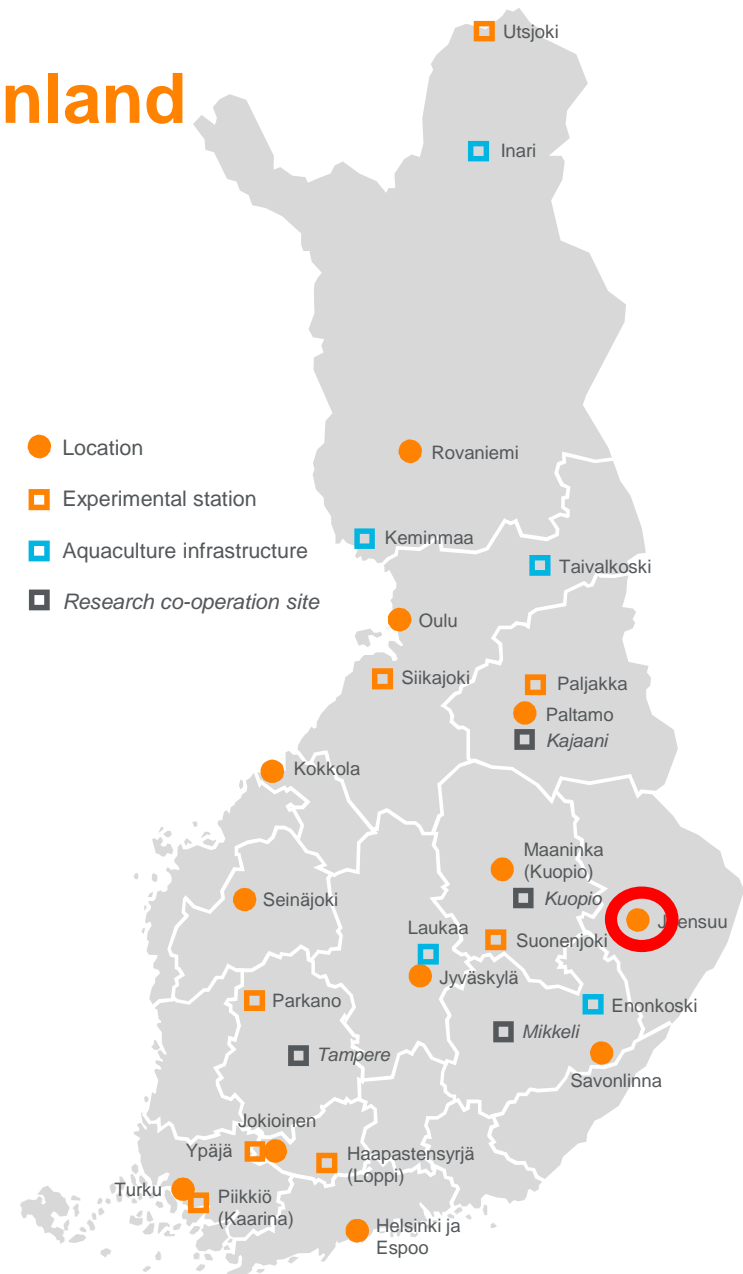 nland
Utsjoki
Inari
Location
Rovaniemi
Experimental station
Keminmaa
Aquaculture infrastructure
Taivalkoski
Research co-operation site
Oulu
Siikajoki
Paljakka
Paltamo
Kajaani
Kokkola
Maaninka
(Kuopio)
Seinäjoki
Kuopio
Joensuu
Laukaa
Suonenjoki
Jyväskylä
Parkano
Enonkoski
Mikkeli
Tampere
Savonlinna
Jokioinen
Ypäjä
Haapastensyrjä
(Loppi)
Turku
Piikkiö
(Kaarina)
Helsinki ja
Espoo